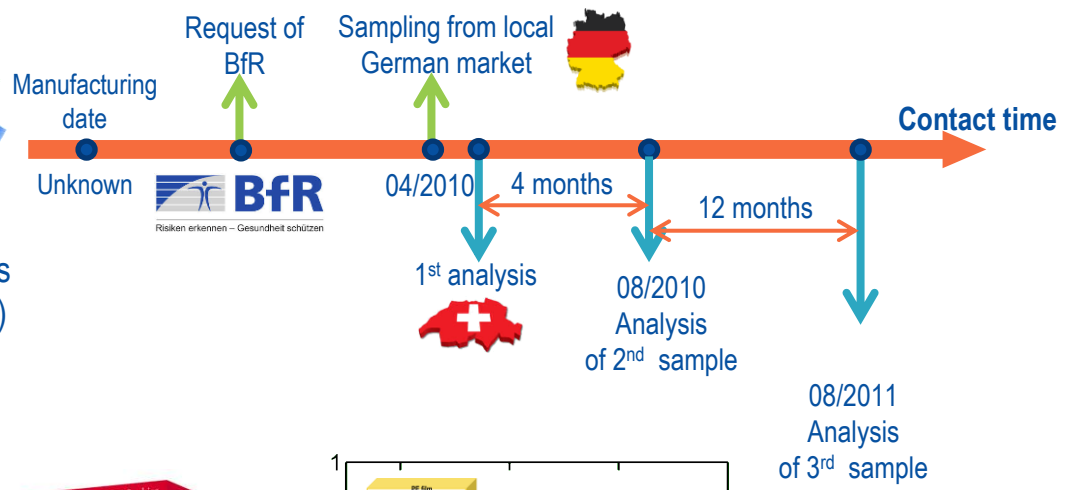 Request of
BfR
Sampling from local
German market
Manufacturing
date
Contact time
Unknown
BfR
Risiken erkennen – Gesundheit schützen
04/2010
4 months
12 months
1st analysis
08/2010
Analysis
of 2nd sample
s
)
08/2011
Analysis
of 3rd sample
1
PE film